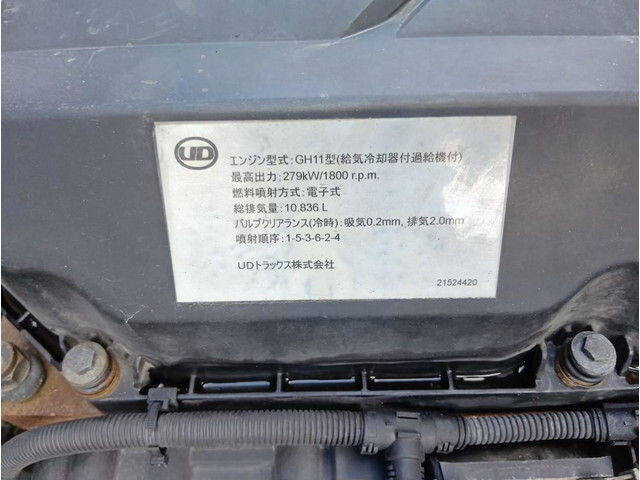 UD
エンジン型式:GH11型(給気冷却器付過給機付)
最高出力:279kW/1800 r.p.m.
燃料噴射方式:電子式
総排気量:10.836 L
バルブクリアランス(冷時):吸気0.2mm, 排気2.0mm
噴射順序:1-5-3-6-2-4
UDトラックス株式会社
21524420